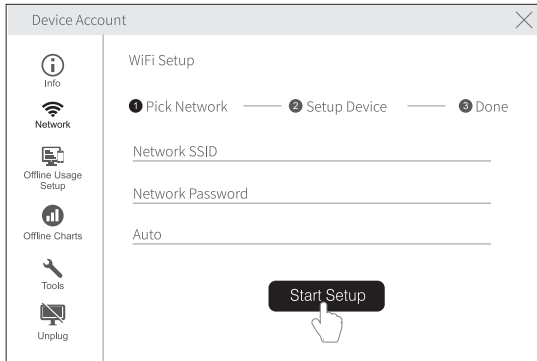 Device Account
Info
Network
Offline Usage
Setup
Offline Charts
Tools
Unplug
WiFi Setup
1 Pick Network 2 Setup Device 3 Done
Network SSID
Network Password
Auto
Start Setup